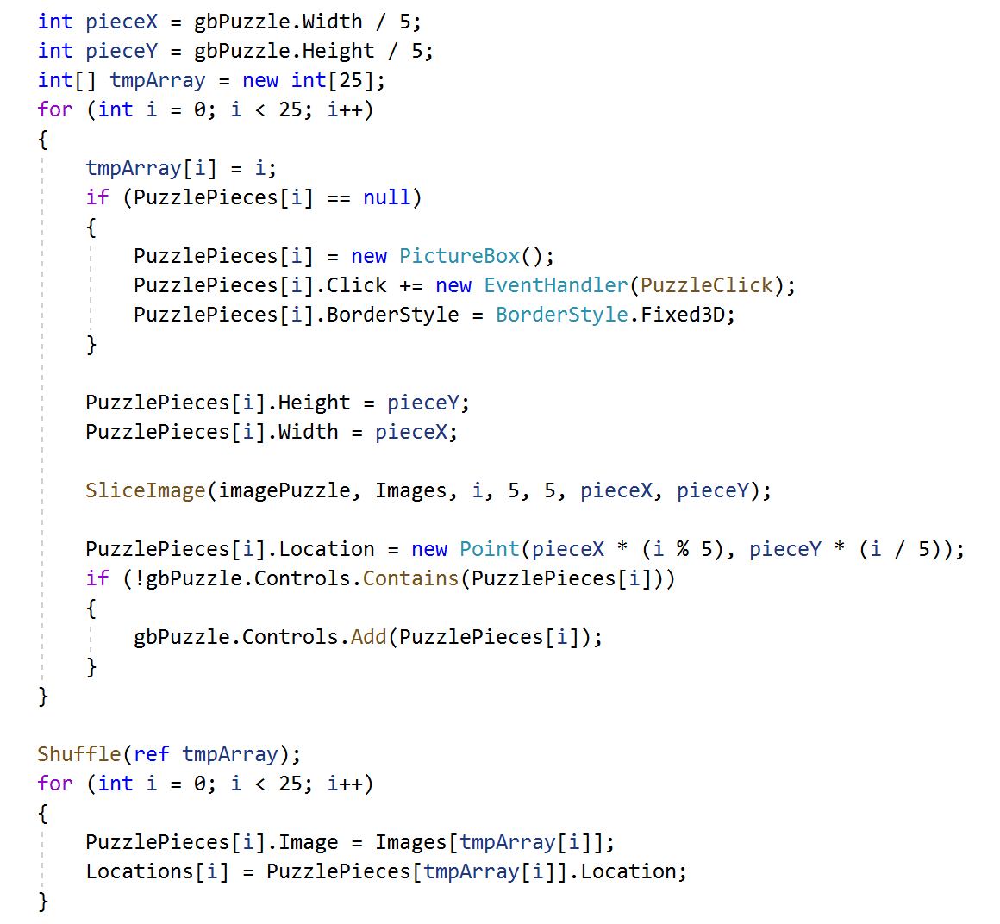 int pieceX = gbPuzzle.Width / 5;
int pieceY = gbPuzzle.Height / 5;
int[] tmpArray = new int[25];
for (int i = 0; i < 25; i++)
{
    tmpArray[i] = i;
    if (PuzzlePieces[i] == null)
    {
        PuzzlePieces[i] = new PictureBox();
        PuzzlePieces[i].Click += new EventHandler(PuzzleClick);
        PuzzlePieces[i].BorderStyle = BorderStyle.Fixed3D;
    }

    PuzzlePieces[i].Height = pieceY;
    PuzzlePieces[i].Width = pieceX;

    SliceImage(imagePuzzle, Images, i, 5, 5, pieceX, pieceY);

    PuzzlePieces[i].Location = new Point(pieceX * (i % 5), pieceY * (i / 5));
    if (!gbPuzzle.Controls.Contains(PuzzlePieces[i]))
    {
        gbPuzzle.Controls.Add(PuzzlePieces[i]);
    }
}

Shuffle(ref tmpArray);
for (int i = 0; i < 25; i++)
{
    PuzzlePieces[i].Image = Images[tmpArray[i]];
    Locations[i] = PuzzlePieces[tmpArray[i]].Location;
}